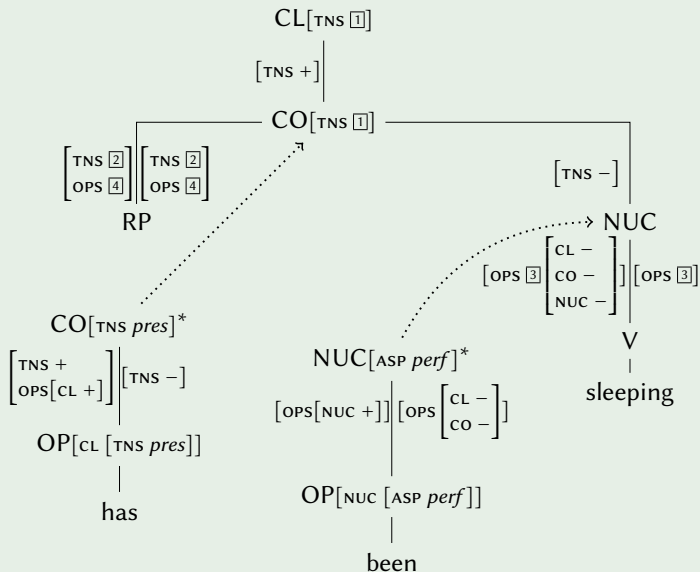 CL[TNS 1]
[TNS +]
CO[TNS 1]
[TNS 2 OPS 4] [TNS 2 OPS 4]
[TNS −]
RP
NUC
[OPS 3 [CL − CO − NUC −]] [OPS 3]
CO[TNS pres]*
V
[TNS + OPS[CL +]] [TNS −]
NUC[ASP perf]*
sleeping
[OPS[NUC +]] [OPS [CL − CO −]]
OP[CL [TNS pres]]
OP[NUC [ASP perf]]
has
been